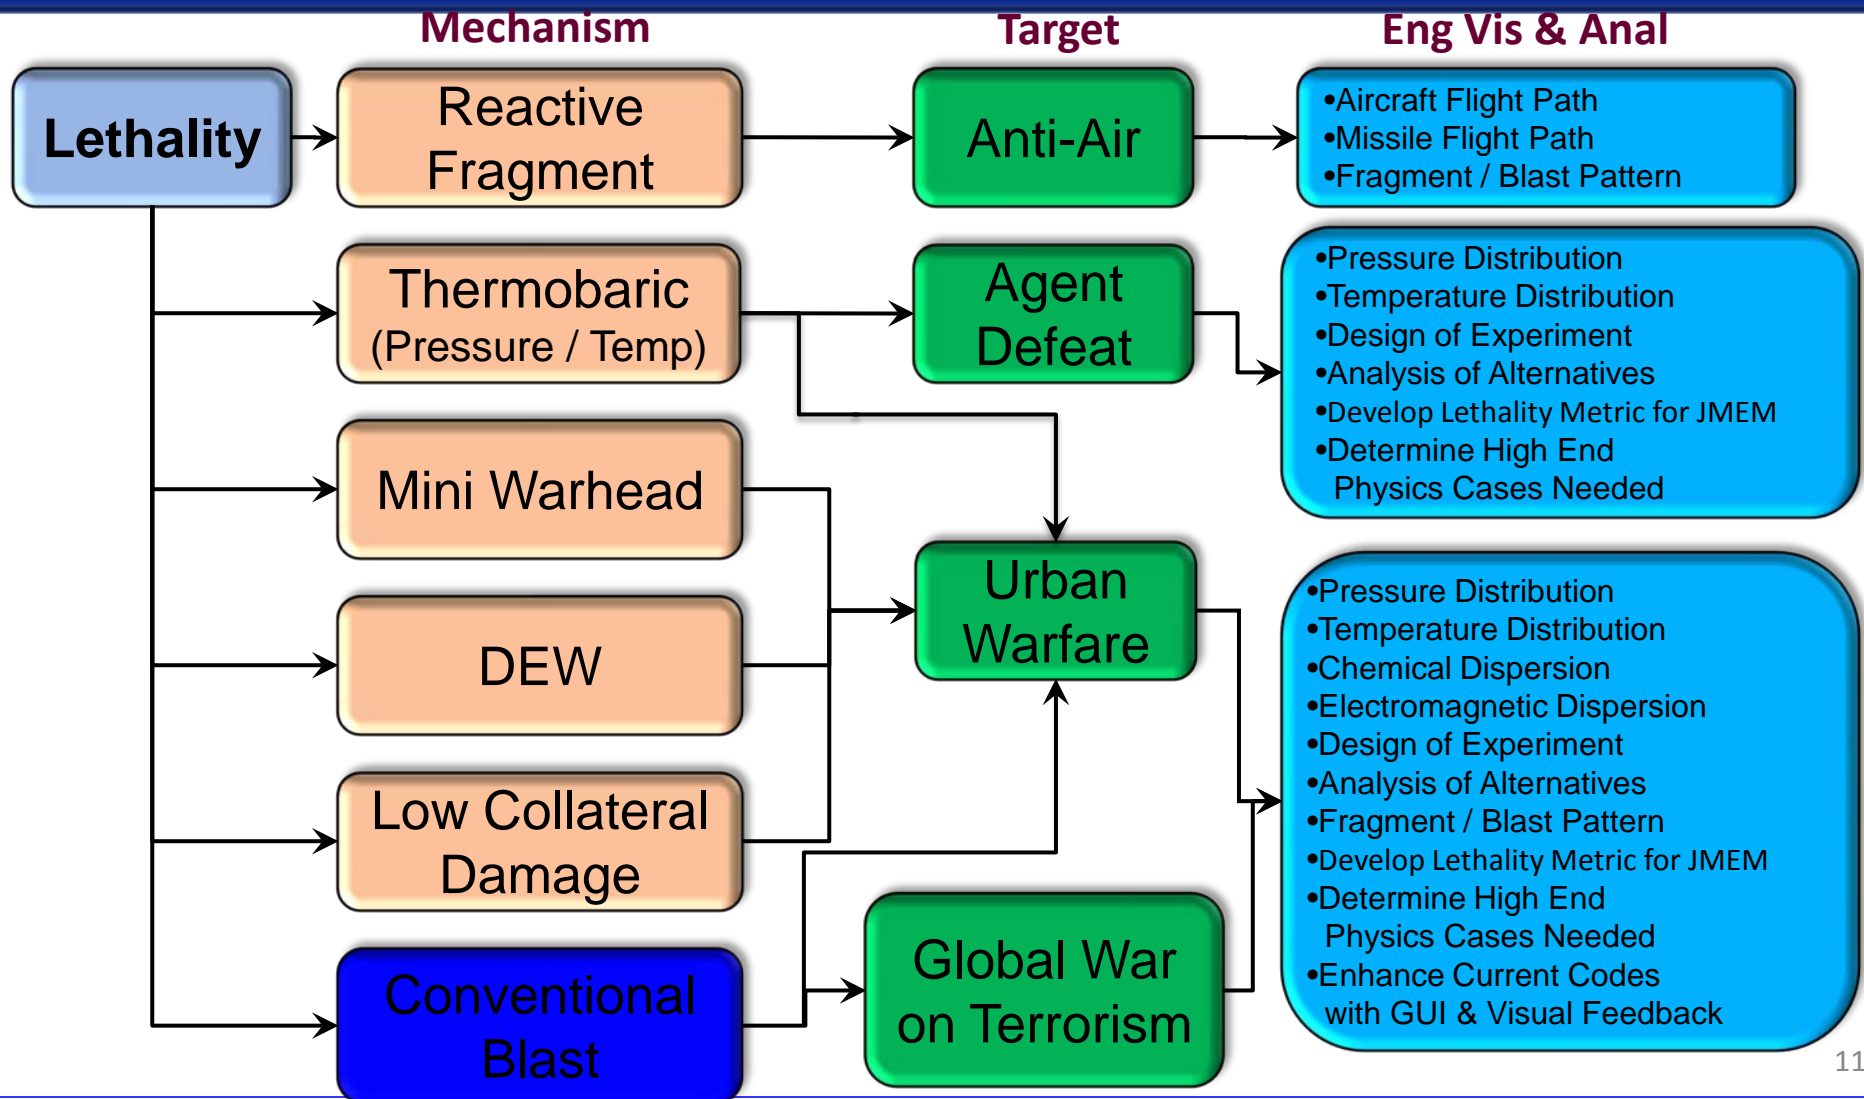 Mechanism
Target
Eng Vis & Anal
Lethality
Reactive
Fragment
Anti-Air
•Aircraft Flight Path
•Missile Flight Path
•Fragment / Blast Pattern
Thermobaric
(Pressure / Temp)
Agent
Defeat
•Pressure Distribution
•Temperature Distribution
•Design of Experiment
•Analysis of Alternatives
•Develop Lethality Metric for JMEM
•Determine High End
Physics Cases Needed
Mini Warhead
DEW
Low Collateral
Damage
Urban
Warfare
•Pressure Distribution
•Temperature Distribution
•Chemical Dispersion
•Electromagnetic Dispersion
•Design of Experiment
•Analysis of Alternatives
•Fragment / Blast Pattern
•Develop Lethality Metric for JMEM
•Determine High End
Physics Cases Needed
•Enhance Current Codes
with GUI & Visual Feedback
Conventional
Blast
Global War
on Terrorism
11